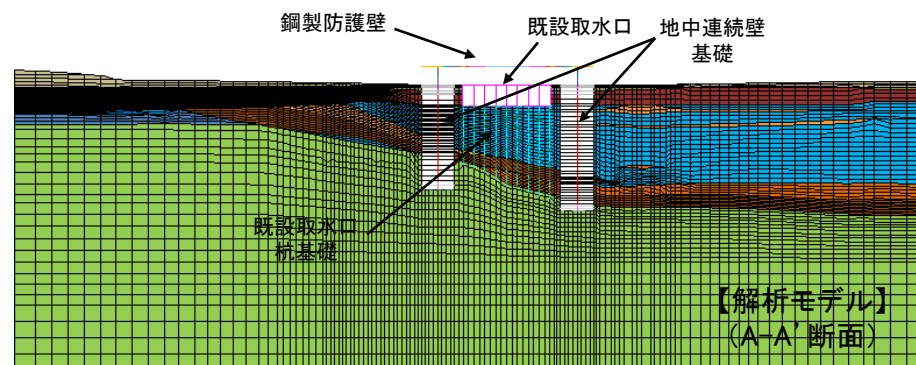 鋼製防護壁
既設取水口
地中連続壁
基礎
既設取水口
杭基礎
【解析モデル】
(A-A’断面)